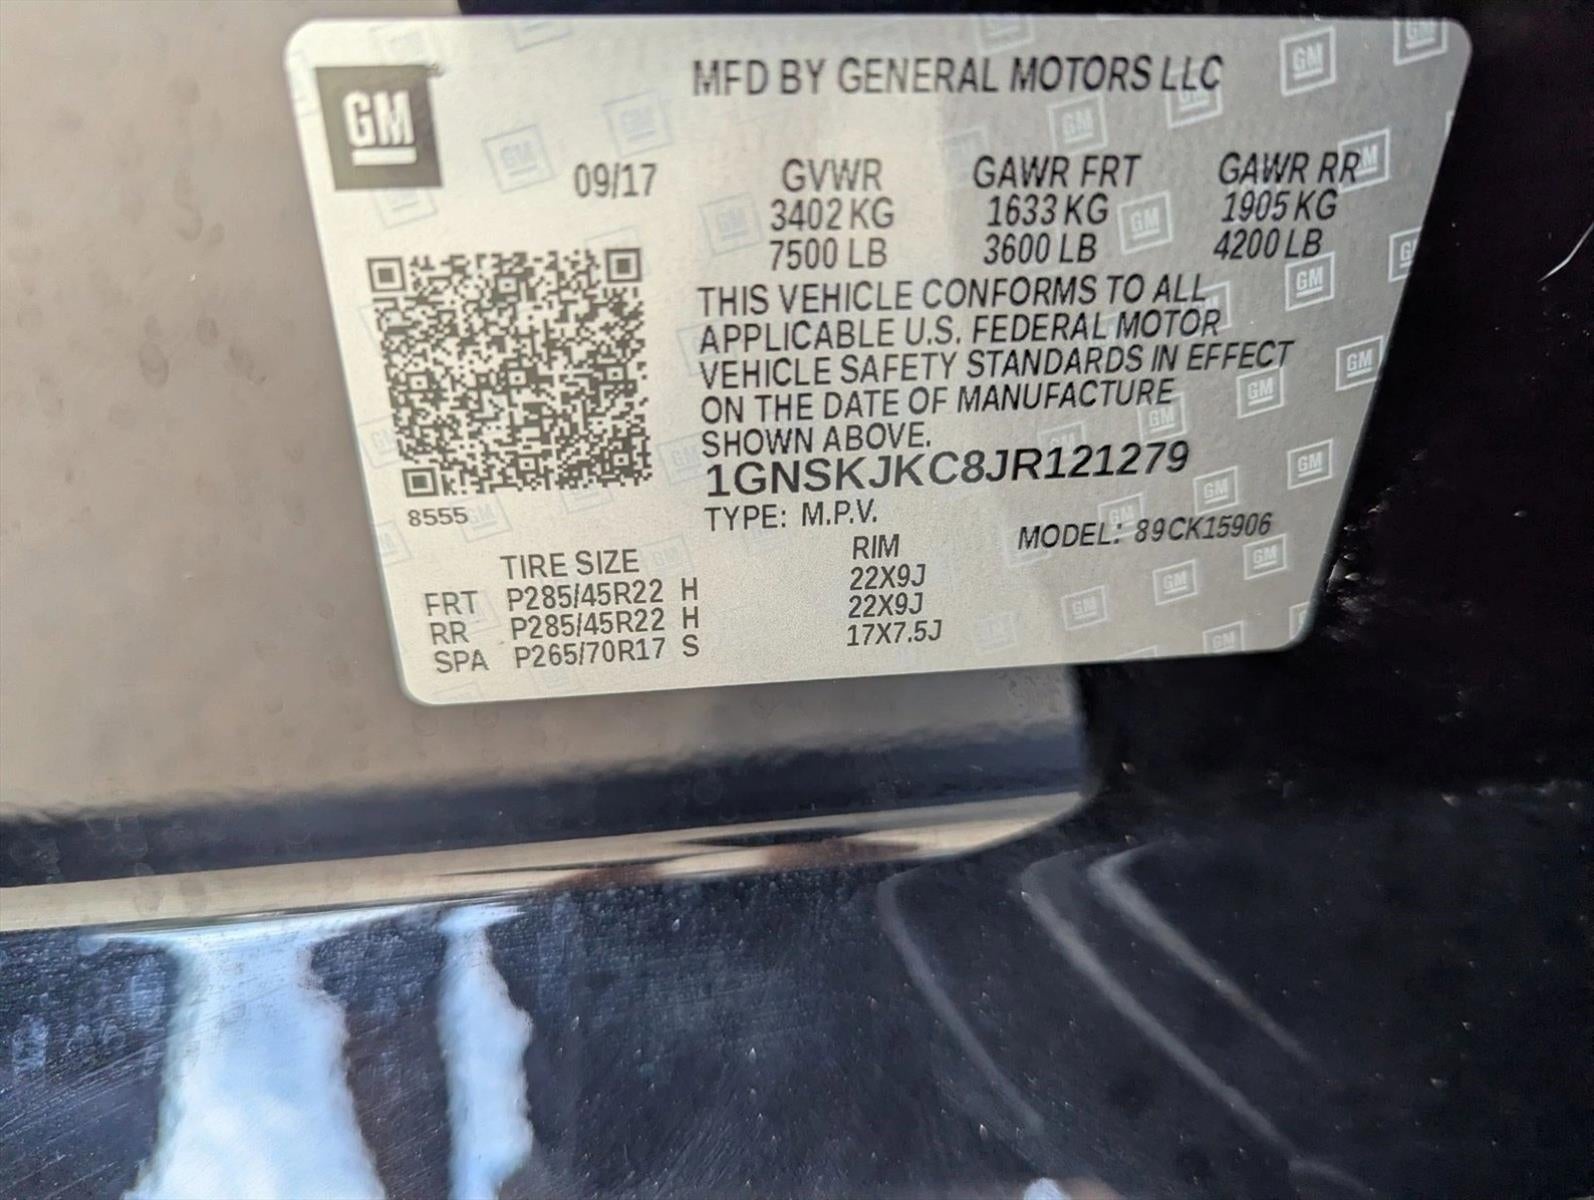 GM
MFD BY GENERAL MOTORS LLC
09/17
GVWR GAWR FRT GAWR RR
3402 KG 1633 KG 1905 KG
7500 LB 3600 LB 4200 LB
THIS VEHICLE CONFORMS TO ALL
APPLICABLE U.S. FEDERAL MOTOR
VEHICLE SAFETY STANDARDS IN EFFECT
ON THE DATE OF MANUFACTURE
SHOWN ABOVE.
1GNSKJKC8JR121279
8555
TYPE: M.P.V. MODEL: 89CK15906
TIRE SIZE RIM
FRT P285/45R22 H 22X9J
RR P285/45R22 H 22X9J
SPA P265/70R17 S 17X7.5J